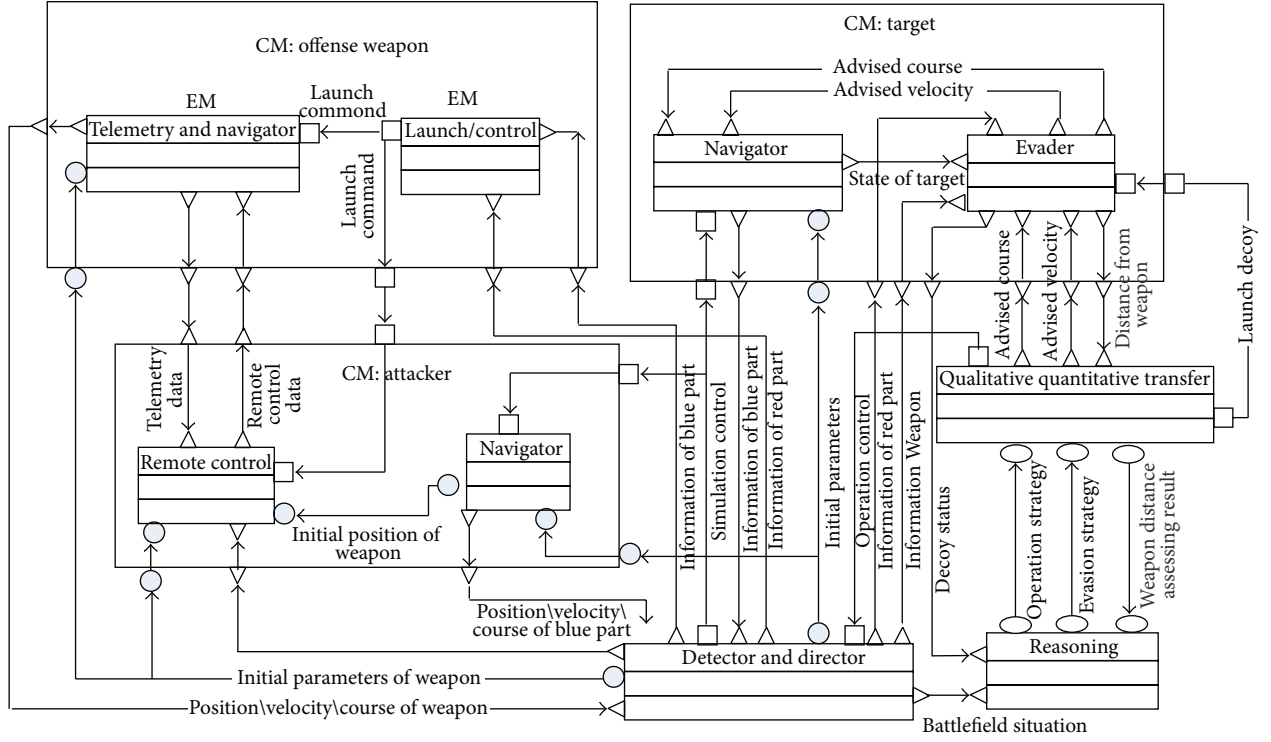 CM: offense weapon
EM
Telemetry and navigator
Launch
commond
EM
Launch/control
Launch
command
CM: target
Advised course
Advised velocity
Navigator
Evader
State of target
Advised course
Advised velocity
Distance from
weapon
Launch decoy
CM: attacker
Telemetry
data
Remote
control
data
Remote control
Navigator
Initial position of
weapon
Information of blue part
Simulation control
Information of blue part
Information of red part
Initial parameters
Operation control
Information of red part
Information Weapon
Decoy status
Qualitative quantitative transfer
Operation strategy
Evasion strategy
Weapon distance
assessing result
Position\velocity\
course of blue part
Detector and director
Reasoning
Initial parameters of weapon
Position\velocity\course of weapon
Battlefield situation